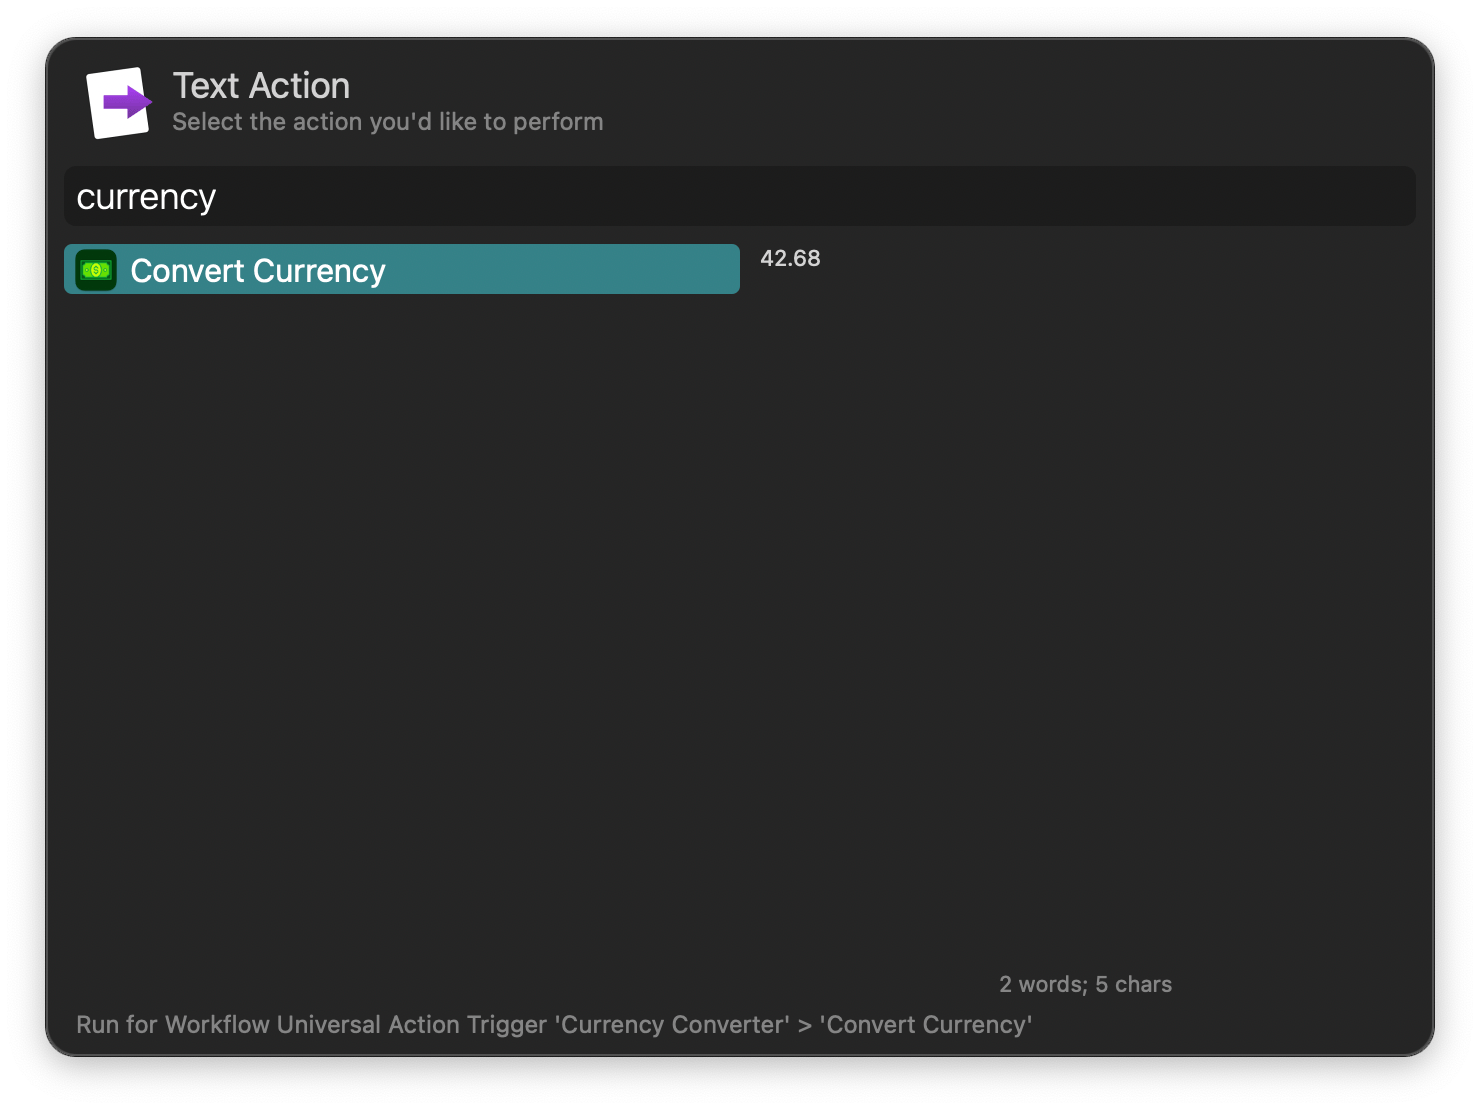 Text Action
Select the action you'd like to perform
currency
Convert Currency
42.68
2 words; 5 chars
Run for Workflow Universal Action Trigger 'Currency Converter' > 'Convert Currency'